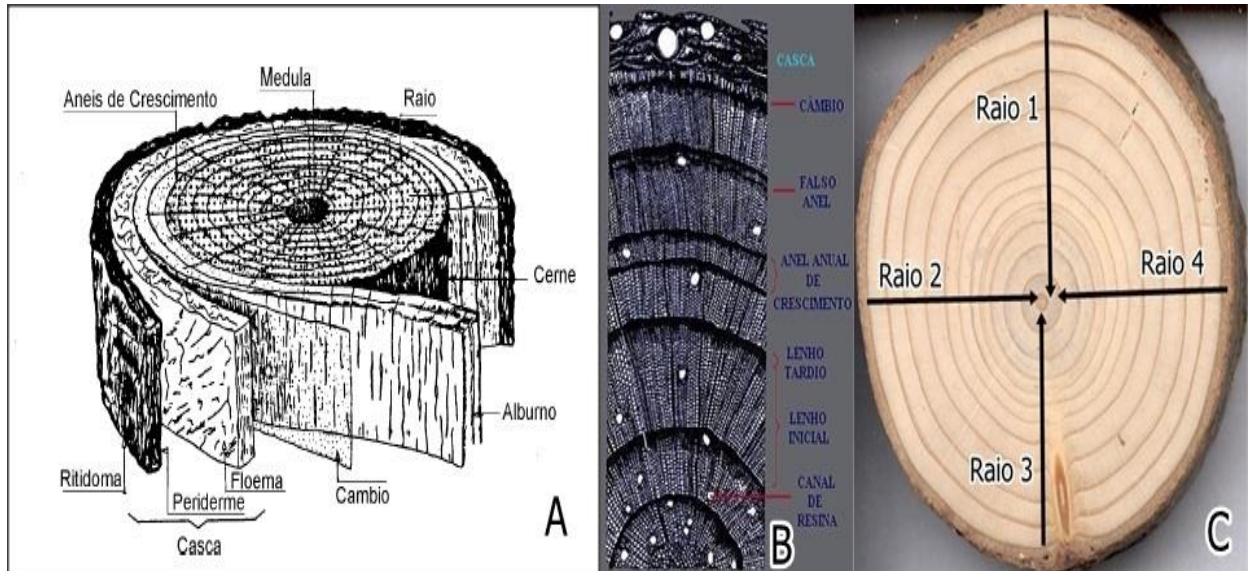 Medula
Aneis de Crescimento
Raio
Cerne
Alburno
Ritidoma
Periderme
Floema
Cambio
Casca
A
CASCA
CÂMBIO
FALSO
ANEL
ANEL ANUAL
DE
CRESCIMENTO
LENHO
TARDIO
LENHO
INICIAL
CANAL
DE
RESINA
B
Raio 1
Raio 2
Raio 4
Raio 3
C